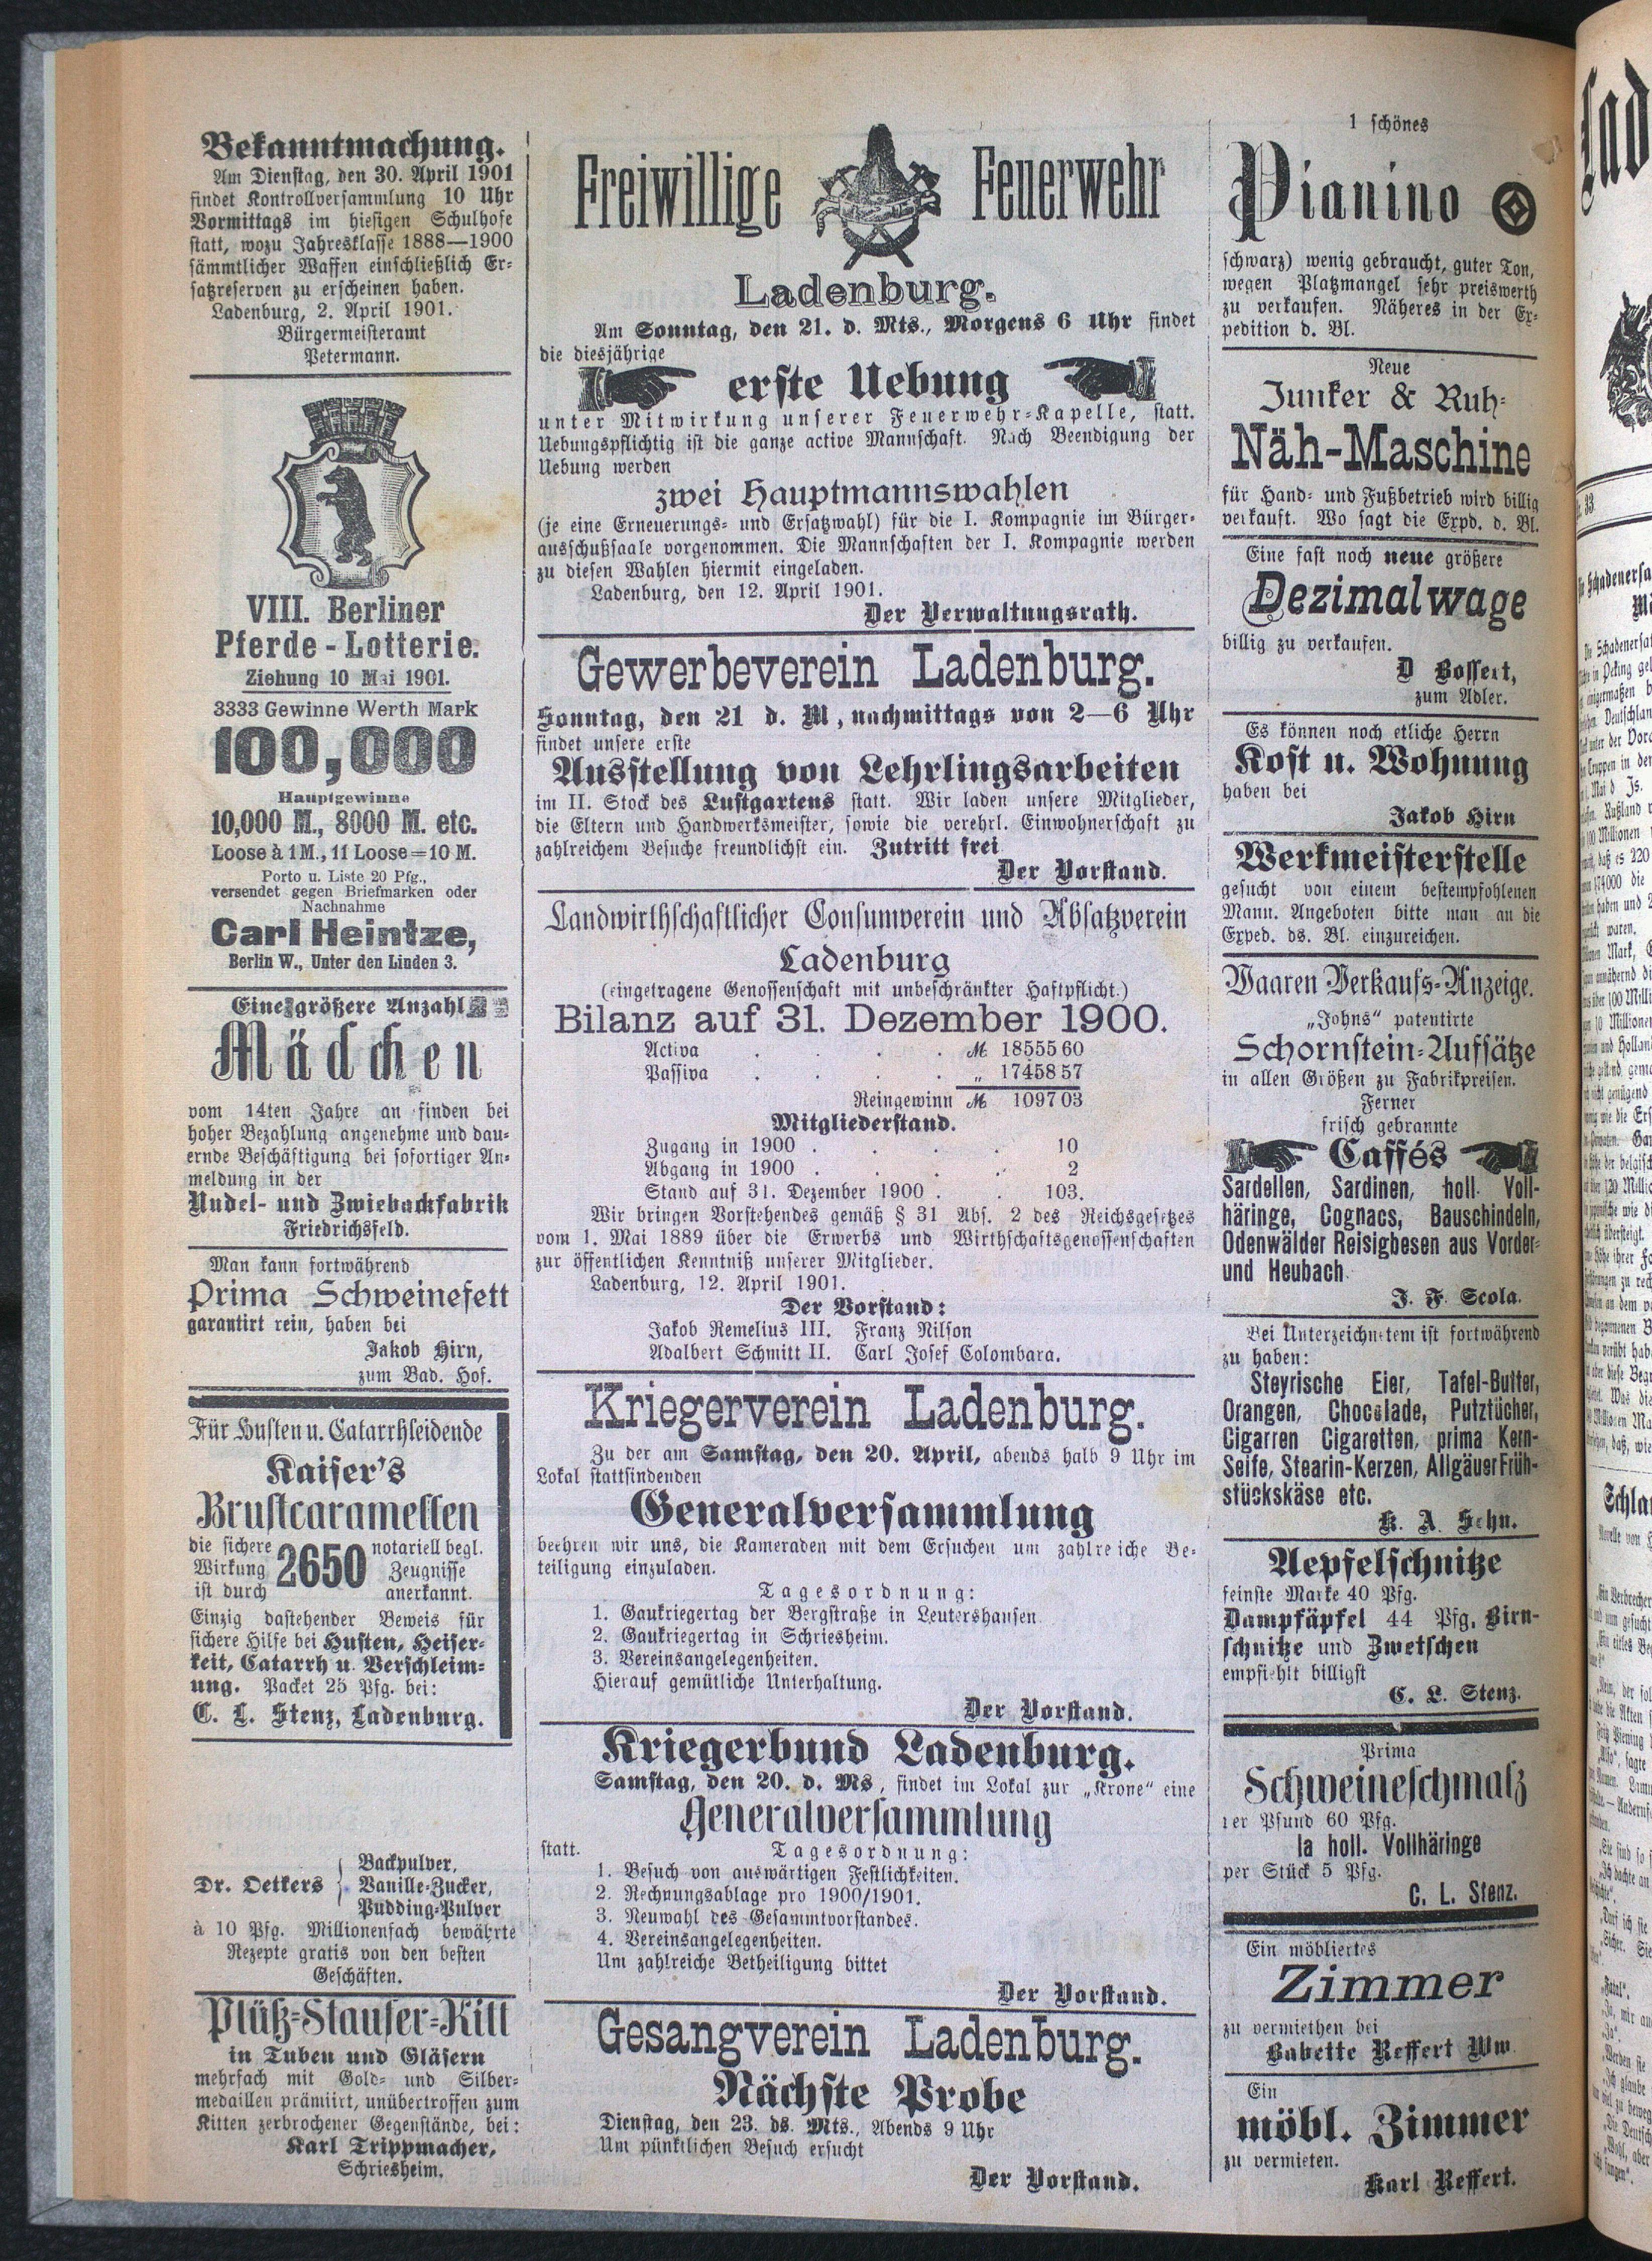 Bekanntmachung.
Am Dienstag, den 30. April 1901
findet Kontrollversammlung 10 Uhr
Vormittags im hiesigen Schulhofe
statt, wozu Jahresklasse 1888—1900
sämmtlicher Waffen einschließlich Er-
satzreserven zu erscheinen haben.
Ladenburg, 2. April 1901.
Bürgermeisteramt
Petermann.
VIII. Berliner
Pferde-Lotterie.
Ziehung 10 Mai 1901.
3333 Gewinne Werth Mark
100,000
Hauptgewinne
10,000 M., 8000 M. etc.
Loose à 1 M., 11 Loose=10 M.
Porto u. Liste 20 Pfg.,
versendet gegen Briefmarken oder
Nachnahme
Carl Heintze,
Berlin W., Unter den Linden 3.
Eine größere Anzahl
Mädchen
vom 14ten Jahre an finden bei
hoher Bezahlung angenehme und dau-
ernde Beschäftigung bei sofortiger An-
meldung in der
Nudel- und Zwiebackfabrik
Friedrichsfeld.
Man kann fortwährend
Prima Schweinefett
garantirt rein, haben bei
Jakob Hirn,
zum Bad. Hof.
Für Husten u. Catarrhleidende
Kaiser's
Brustcaramellen
die sichere
Wirkung
ist durch
2650
notariell begl.
Zeugnisse
anerkannt.
Einzig dastehender Beweis für
sichere Hilfe bei Husten, Heiser-
keit, Catarrh u. Verschleim-
ung. Packet 25 Pfg. bei:
C. L. Stenz, Ladenburg.
Dr. Oetkers
Backpulver,
Vanille-Zucker,
Pudding-Pulver
à 10 Pfg. Millionenfach bewährte
Rezepte gratis von den besten
Geschäften.
Plüß-Staufer-Kitt
in Tuben und Gläsern
mehrfach mit Gold- und Silber-
medaillen prämiirt, unübertroffen zum
Kitten zerbrochener Gegenstände, bei:
Karl Trippmacher,
Schriesheim.
Freiwillige Feuerwehr
Ladenburg.
Am Sonntag, den 21. d. Mts., Morgens 6 Uhr findet
die diesjährige
erste Uebung
unter Mitwirkung unserer Feuerwehr-Kapelle, statt.
Uebungspflichtig ist die ganze active Mannschaft. Nach Beendigung der
Uebung werden
zwei Hauptmannswahlen
(je eine Erneuerungs- und Ersatzwahl) für die I. Kompagnie im Bürger-
ausschußsaale vorgenommen. Die Mannschaften der I. Kompagnie werden
zu diesen Wahlen hiermit eingeladen.
Ladenburg, den 12. April 1901.
Der Verwaltungsrath.
Gewerbeverein Ladenburg.
Sonntag, den 21 d. M, nachmittags von 2—6 Uhr
findet unsere erste
Ausstellung von Lehrlingsarbeiten
im II. Stock des Lustgartens statt. Wir laden unsere Mitglieder,
die Eltern und Handwerksmeister, sowie die verehrl. Einwohnerschaft zu
zahlreichem Besuche freundlichst ein. Zutritt frei
Der Vorstand.
Landwirthschaftlicher Consumverein und Absatzverein
Ladenburg
(eingetragene Genossenschaft mit unbeschränkter Haftpflicht.)
Bilanz auf 31. Dezember 1900.
Activa . . . . M 18555 60
Passiva . . . . „ 17458 57
Reingewinn M 1097 03
Mitgliederstand.
Zugang in 1900 . . . . 10
Abgang in 1900 . . . . 2
Stand auf 31. Dezember 1900 . . 103.
Wir bringen Vorstehendes gemäß § 31 Abs. 2 des Reichsgesetzes
vom 1. Mai 1889 über die Erwerbs und Wirthschaftsgenossenschaften
zur öffentlichen Kenntniß unserer Mitglieder.
Ladenburg, 12. April 1901.
Der Vorstand:
Jakob Remelius III. Franz Nilson
Adalbert Schmitt II. Carl Josef Colombara.
Kriegerverein Ladenburg.
Zu der am Samstag, den 20. April, abends halb 9 Uhr im
Lokal stattfindenden
Generalversammlung
beehren wir uns, die Kameraden mit dem Ersuchen um zahlreiche Be-
teiligung einzuladen.
Tagesordnung:
1. Gaukriegertag der Bergstraße in Leutershausen
2. Gaukriegertag in Schriesheim.
3. Vereinsangelegenheiten.
Hierauf gemütliche Unterhaltung.
Der Vorstand.
Kriegerbund Ladenburg.
Samstag, den 20. d. Ms, findet im Lokal zur „Krone“ eine
Generalversammlung
statt.
Tagesordnung:
1. Besuch von auswärtigen Festlichkeiten.
2. Rechnungsablage pro 1900/1901.
3. Neuwahl des Gesammtvorstandes.
4. Vereinsangelegenheiten.
Um zahlreiche Betheiligung bittet
Der Vorstand.
Gesangverein Ladenburg.
Nächste Probe
Dienstag, den 23. ds. Mts., Abends 9 Uhr
Um pünktlichen Besuch ersucht
Der Vorstand.
1 schönes
Pianino
schwarz) wenig gebraucht, guter Ton,
wegen Platzmangel sehr preiswerth
zu verkaufen. Näheres in der Ex-
pedition d. Bl.
Neue
Junker & Ruh-
Näh-Maschine
für Hand- und Fußbetrieb wird billig
verkauft. Wo sagt die Expd. d. Bl.
Eine fast noch neue größere
Dezimalwage
billig zu verkaufen.
D Bossert,
zum Adler.
Es können noch etliche Herrn
Kost u. Wohnung
haben bei
Jakob Hirn
Werkmeisterstelle
gesucht von einem bestempfohlenen
Mann. Angeboten bitte man an die
Exped. ds. Bl. einzureichen.
Waaren Verkaufs-Anzeige.
„Johns“ patentirte
Schornstein-Aufsätze
in allen Größen zu Fabrikpreisen.
Ferner
frisch gebrannte
Caffés
Sardellen, Sardinen, holl. Voll-
häringe, Cognacs, Bauschindeln,
Odenwälder Reisigbesen aus Vorder-
und Heubach.
J. F. Scola.
Bei Unterzeichnetem ist fortwährend
zu haben:
Steyrische Eier, Tafel-Butter,
Orangen, Chocolade, Putztücher,
Cigarren Cigaretten, prima Kern-
Seife, Stearin-Kerzen, Allgäuer Früh-
stückskäse etc.
K. A. Sehn.
Aepfelschnitze
feinste Marke 40 Pfg.
Dampfäpfel 44 Pfg, Birn-
schnitze und Zwetschen
empfiehlt billigst
C. L. Stenz.
Prima
Schweineschmalz
per Pfund 60 Pfg.
Ia holl. Vollhäringe
per Stück 5 Pfg.
C. L. Stenz.
Ein möbliertes
Zimmer
zu vermiethen bei
Babette Reffert Ww.
Ein
möbl. Zimmer
zu vermieten.
Karl Reffert.